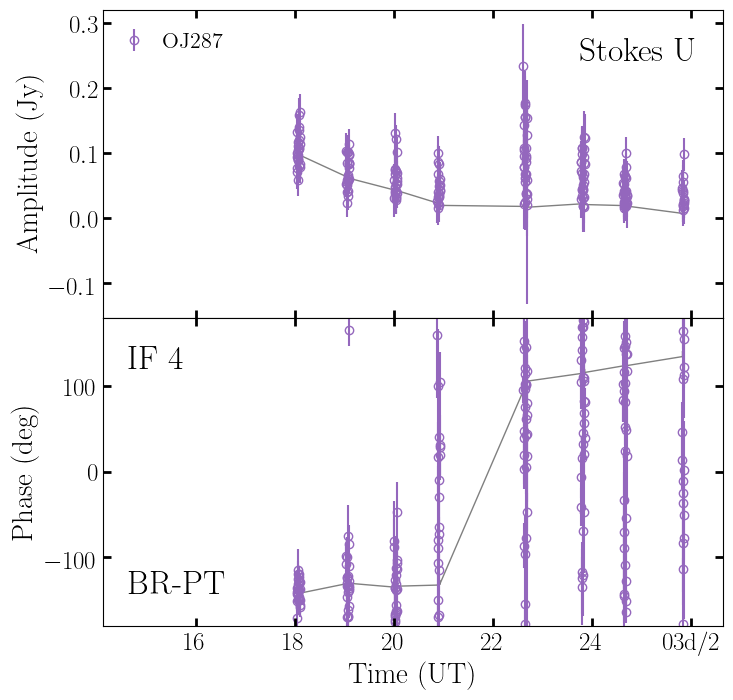 0.3
OJ287
Stokes U
0.2
0.1
0.0
−0.1
Amplitude (Jy)
IF 4
100
0
−100
Phase (deg)
BR-PT
16 18 20 22 24 03d/2
Time (UT)